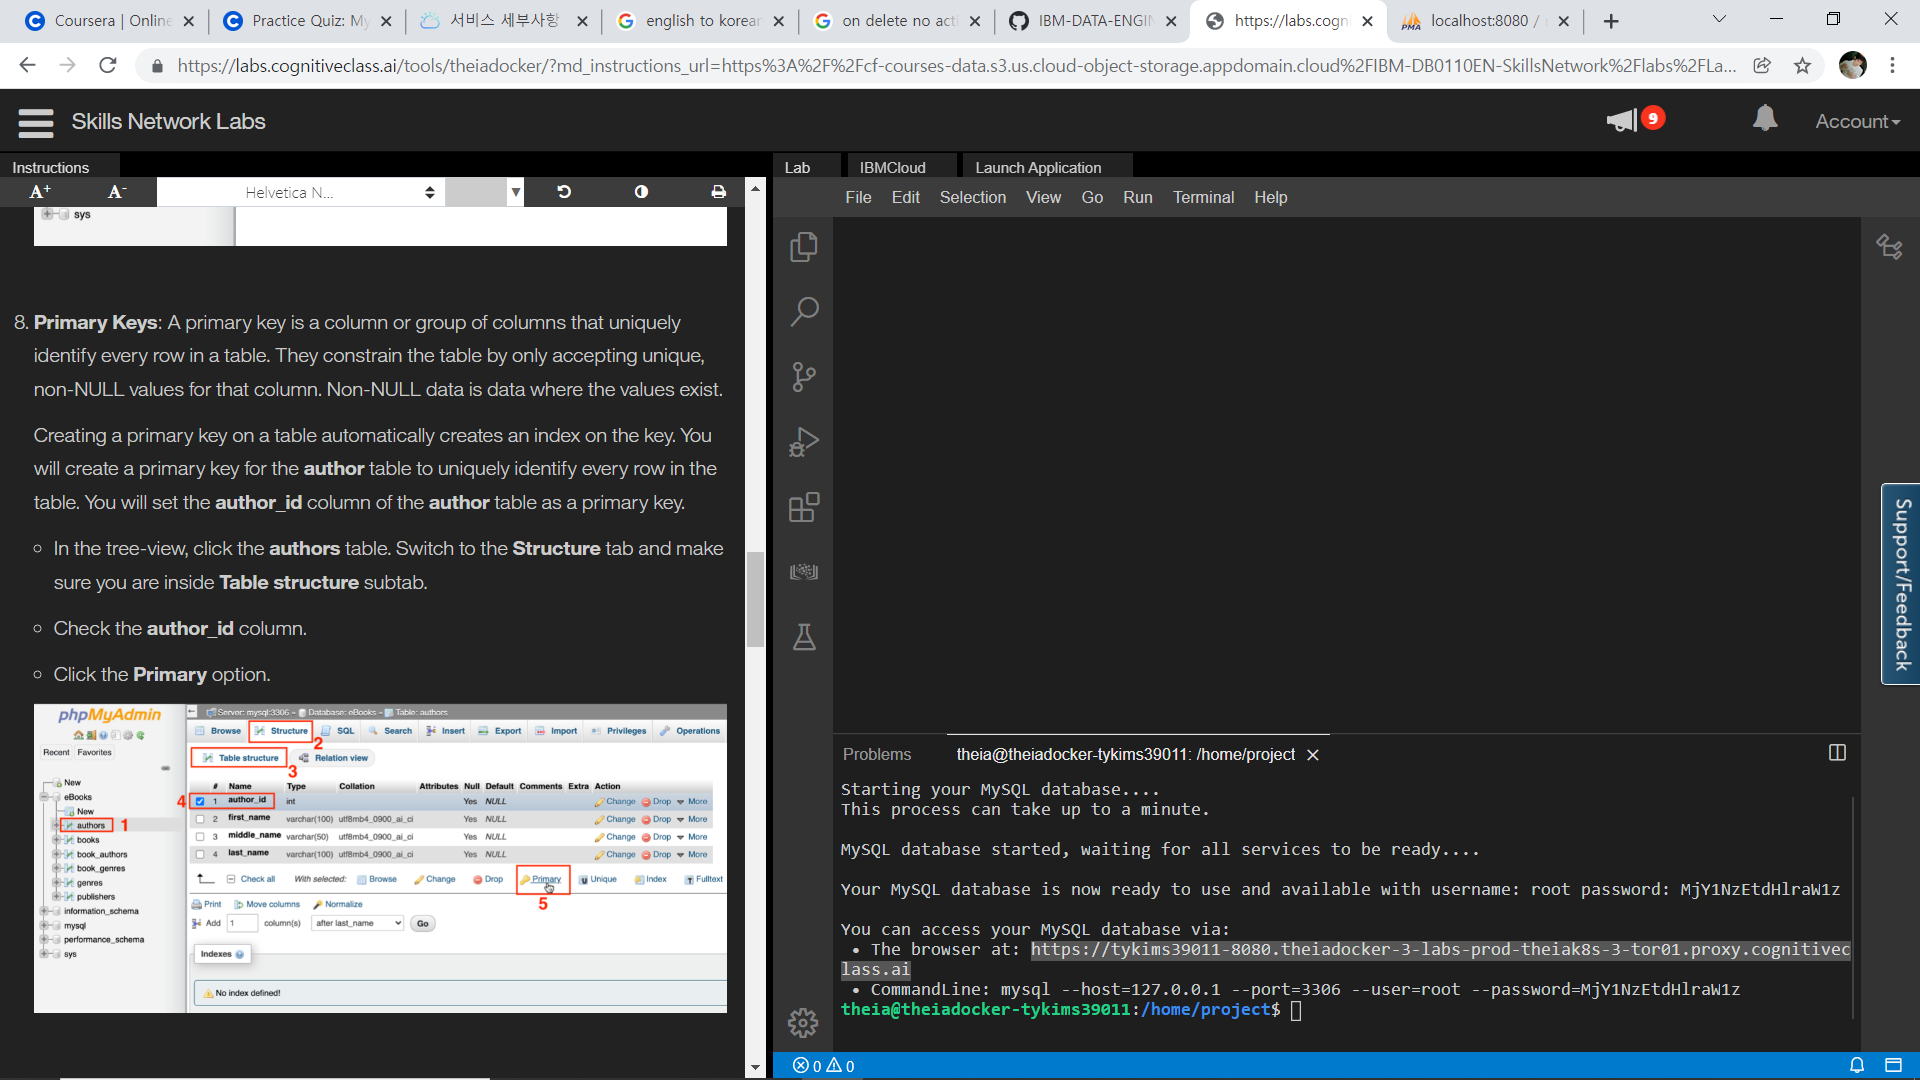 Coursera | Online
Practice Quiz: My
서비스 세부사항
english to korean
on delete no acti
IBM-DATA-ENGIN
https://labs.cogni
localhost:8080 /
https://labs.cognitiveclass.ai/tools/theiadocker/?md_instructions_url=https%3A%2F%2Fcf-courses-data.s3.us.cloud-object-storage.appdomain.cloud%2FIBM-DB0110EN-SkillsNetwork%2Flabs%2FLa...
Skills Network Labs
9
Account
Instructions
Lab
IBMCloud
Launch Application
A+
A-
Helvetica N...
File Edit Selection View Go Run Terminal Help
sys
8. Primary Keys: A primary key is a column or group of columns that uniquely
identify every row in a table. They constrain the table by only accepting unique,
non-NULL values for that column. Non-NULL data is data where the values exist.
Creating a primary key on a table automatically creates an index on the key. You
will create a primary key for the author table to uniquely identify every row in the
table. You will set the author_id column of the author table as a primary key.
In the tree-view, click the authors table. Switch to the Structure tab and make
sure you are inside Table structure subtab.
Check the author_id column.
Click the Primary option.
phpMyAdmin
Recent Favorites
New
eBooks
New
authors 1
books
book_authors
book_genres
genres
publishers
information_schema
mysql
performance_schema
sys
Server: mysql:3306 - Database: eBooks - Table: authors
Browse Structure SQL Search Insert Export Import Privileges Operations
2
Table structure Relation view
3
# Name Type Collation Attributes Null Default Comments Extra Action
4 1 author_id int Yes NULL Change Drop More
2 first_name varchar(100) utf8mb4_0900_ai_ci Yes NULL Change Drop More
3 middle_name varchar(50) utf8mb4_0900_ai_ci Yes NULL Change Drop More
4 last_name varchar(100) utf8mb4_0900_ai_ci Yes NULL Change Drop More
Check all With selected: Browse Change Drop Primary Unique Index Fulltext
5
Print Move columns Normalize
Add 1 column(s) after last_name Go
Indexes
No index defined!
Support/Feedback
Problems
theia@theiadocker-tykims39011: /home/project
Starting your MySQL database....
This process can take up to a minute.
MySQL database started, waiting for all services to be ready....
Your MySQL database is now ready to use and available with username: root password: MjY1NzEtdHlraW1z
You can access your MySQL database via:
• The browser at: https://tykims39011-8080.theiadocker-3-labs-prod-theiak8s-3-tor01.proxy.cognitivec
lass.ai
• CommandLine: mysql --host=127.0.0.1 --port=3306 --user=root --password=MjY1NzEtdHlraW1z
theia@theiadocker-tykims39011:/home/project$
0 0